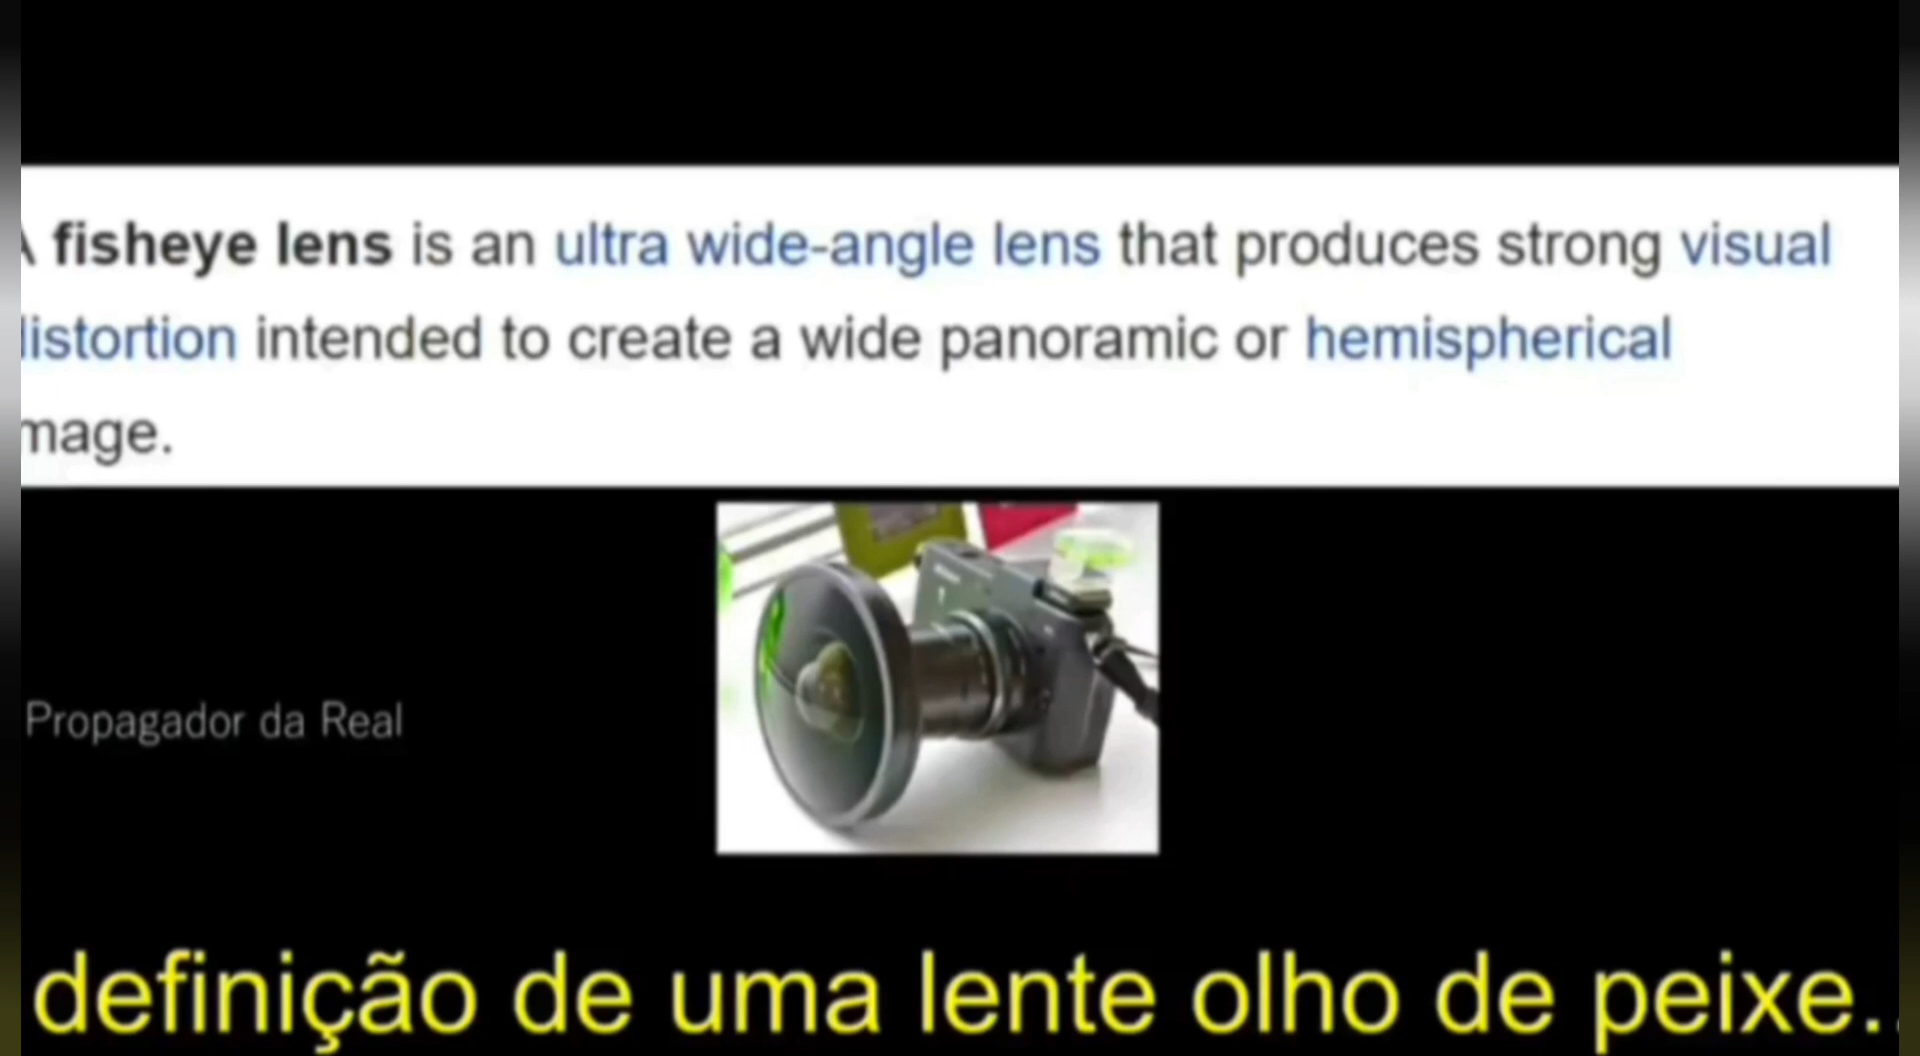 A fisheye lens is an ultra wide-angle lens that produces strong visual
distortion intended to create a wide panoramic or hemispherical
mage.
Propagador da Real
definição de uma lente olho de peixe..